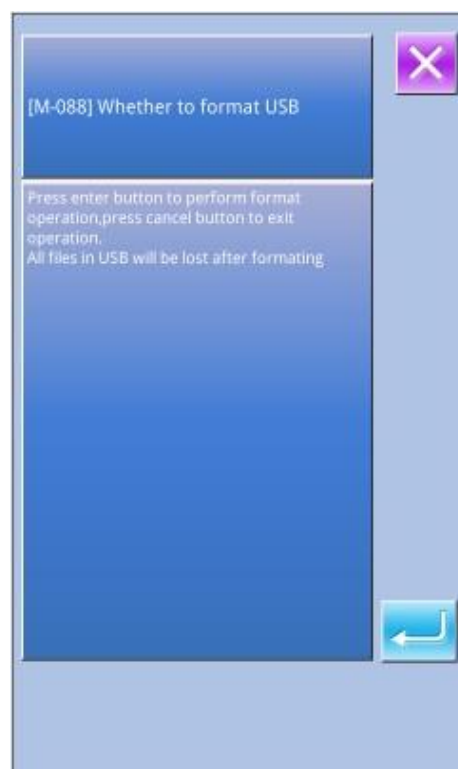 [M-088] Whether to format USB
Press enter button to perform format
operation,press cancel button to exit
operation.
All files in USB will be lost after formating